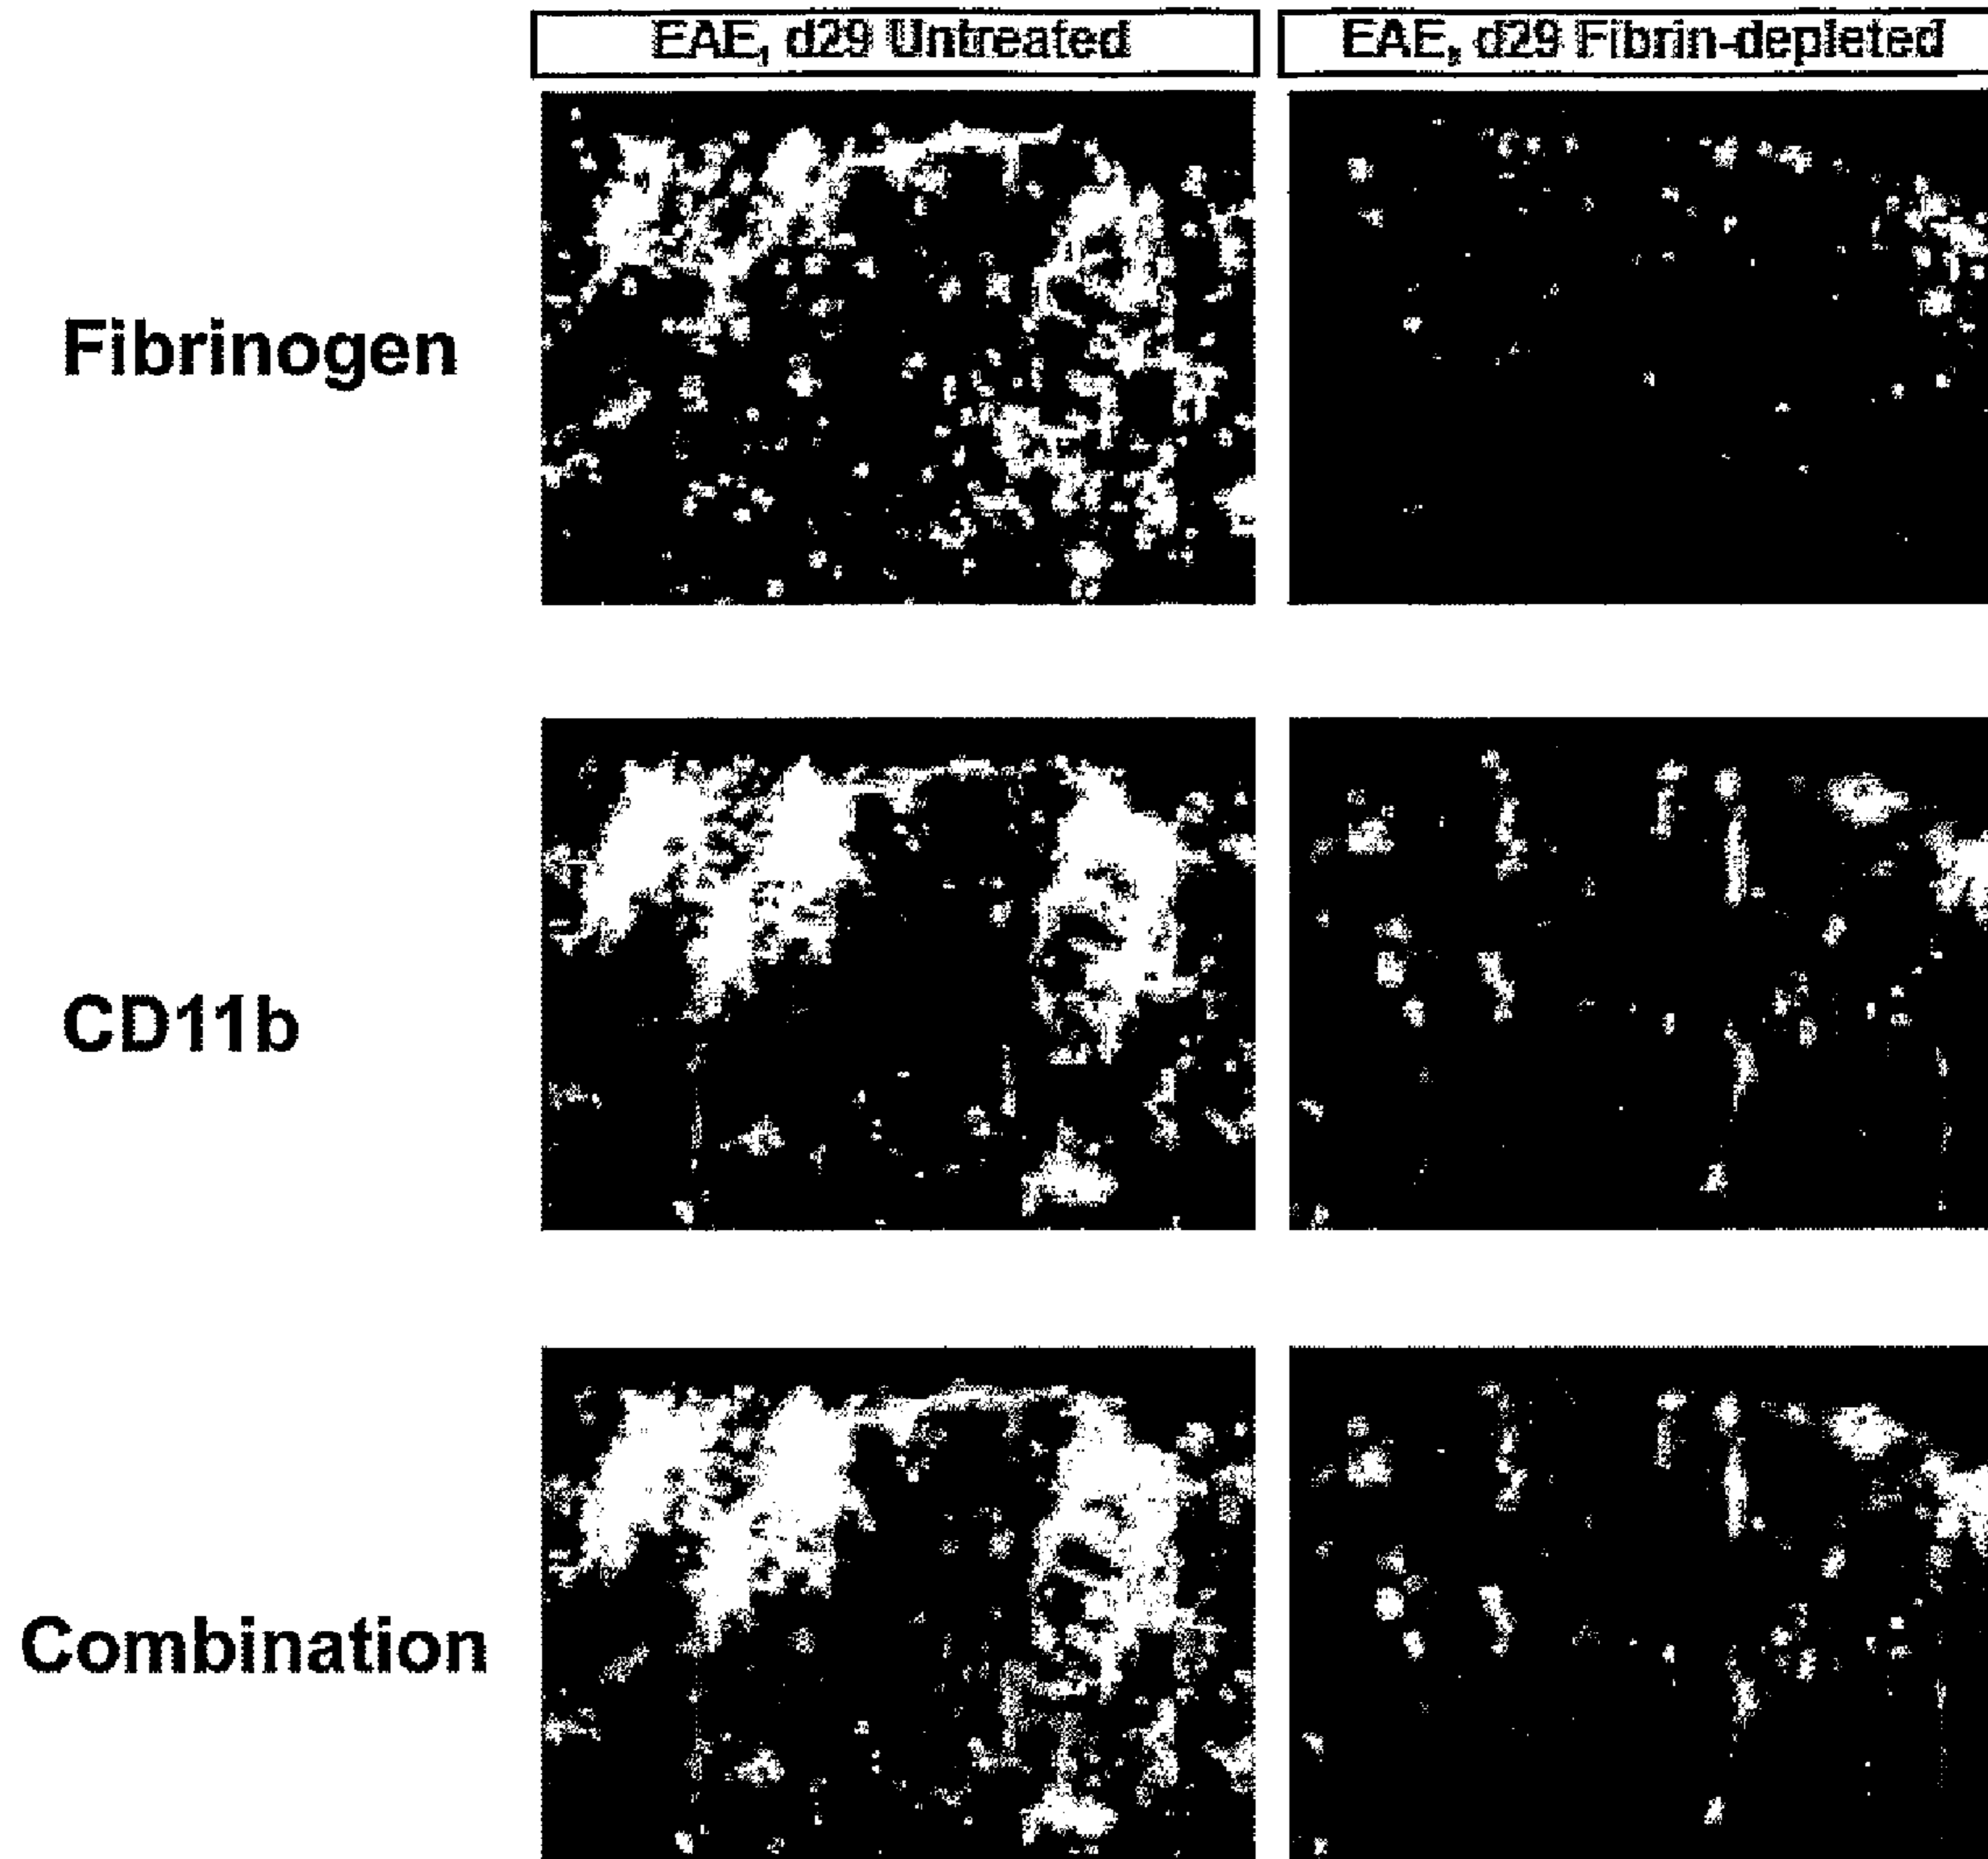 EAE, d29 Untreated
EAE, d29 Fibrin-depleted
Fibrinogen
CD11b
Combination